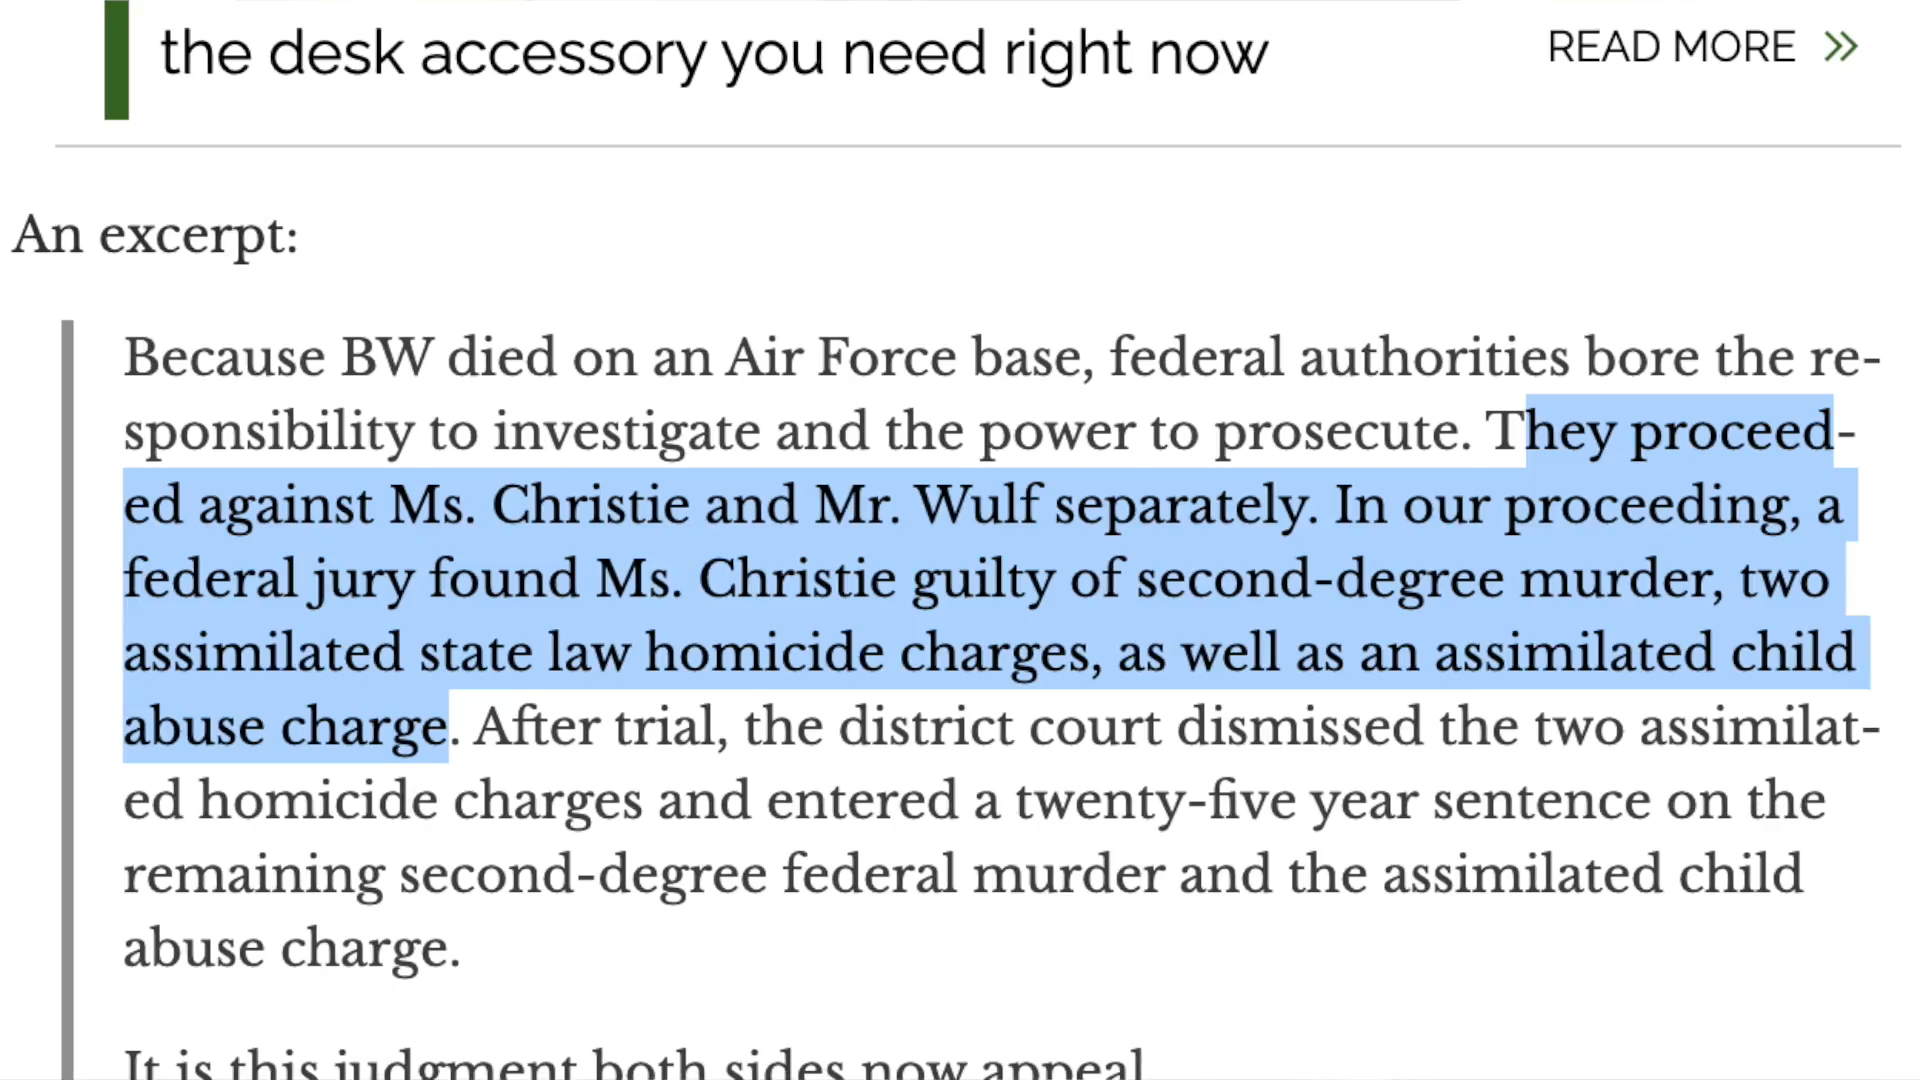 the desk accessory you need right now
READ MORE
An excerpt:
Because BW died on an Air Force base, federal authorities bore the re-
sponsibility to investigate and the power to prosecute. They proceed-
ed against Ms. Christie and Mr. Wulf separately. In our proceeding, a
federal jury found Ms. Christie guilty of second-degree murder, two
assimilated state law homicide charges, as well as an assimilated child
abuse charge. After trial, the district court dismissed the two assimilat-
ed homicide charges and entered a twenty-five year sentence on the
remaining second-degree federal murder and the assimilated child
abuse charge.
It is this judgment both sides now appeal